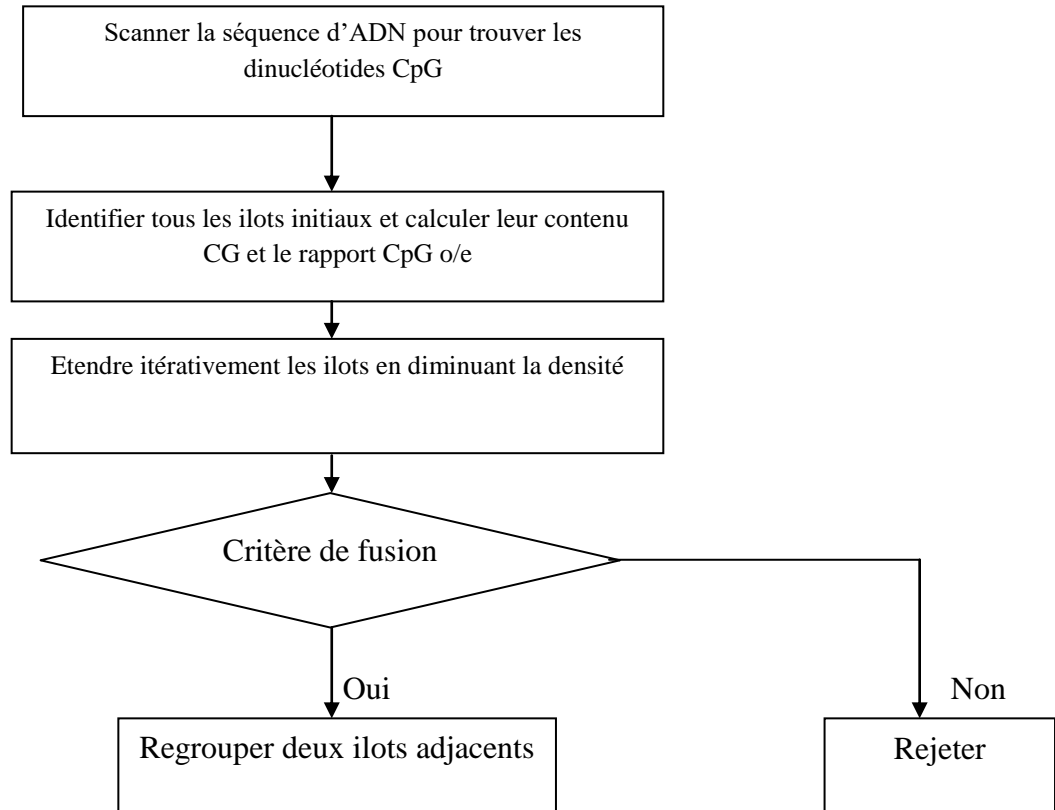 Scanner la séquence d’ADN pour trouver les
dinucléotides CpG
Identifier tous les ilots initiaux et calculer leur contenu
CG et le rapport CpG o/e
Etendre itérativement les ilots en diminuant la densité
Critère de fusion
Oui
Non
Regrouper deux ilots adjacents
Rejeter